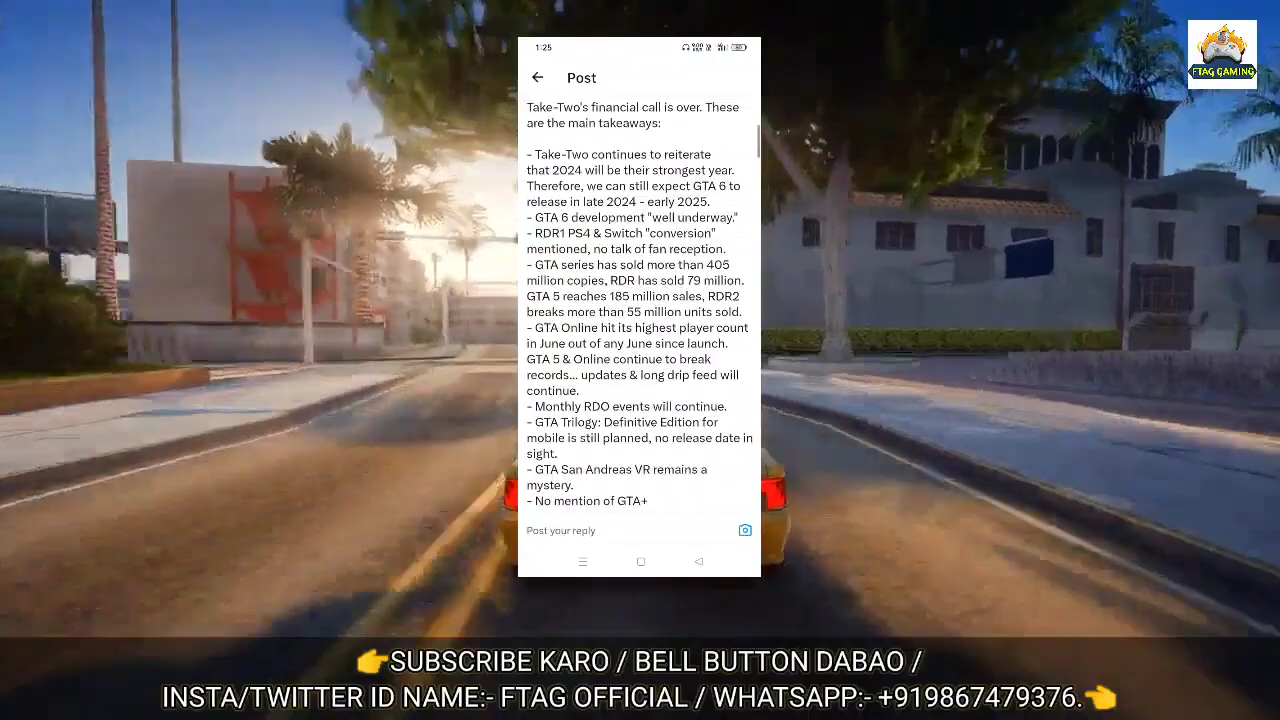 FTAG GAMING
1:25
Post
Take-Two's financial call is over. These
are the main takeaways:
- Take-Two continues to reiterate
that 2024 will be their strongest year.
Therefore, we can still expect GTA 6 to
release in late 2024 - early 2025.
- GTA 6 development "well underway."
- RDR1 PS4 & Switch "conversion"
mentioned, no talk of fan reception.
- GTA series has sold more than 405
million copies, RDR has sold 79 million.
GTA 5 reaches 185 million sales, RDR2
breaks more than 55 million units sold.
- GTA Online hit its highest player count
in June out of any June since launch.
GTA 5 & Online continue to break
records... updates & long drip feed will
continue.
- Monthly RDO events will continue.
- GTA Trilogy: Definitive Edition for
mobile is still planned, no release date in
sight.
- GTA San Andreas VR remains a
mystery.
- No mention of GTA+
Post your reply
👉SUBSCRIBE KARO / BELL BUTTON DABAO /
INSTA/TWITTER ID NAME:- FTAG OFFICIAL / WHATSAPP:- +919867479376.👈